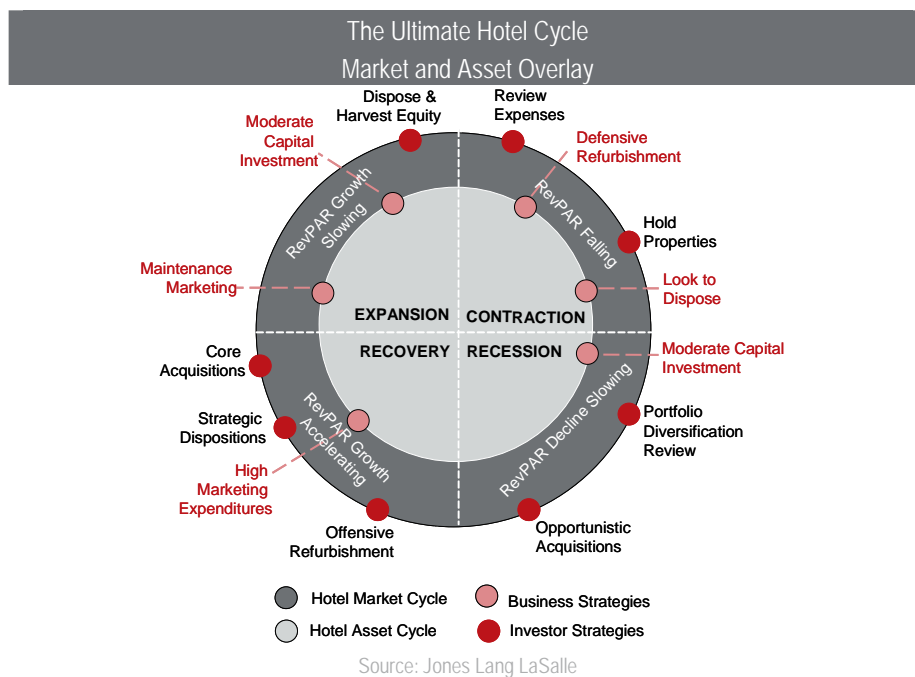 The Ultimate Hotel Cycle
Market and Asset Overlay
Dispose &
Harvest Equity
Review
Expenses
Moderate
Capital
Investment
Defensive
Refurbishment
RevPAR Growth
Slowing
RevPAR Falling
Hold
Properties
Maintenance
Marketing
Look to
Dispose
EXPANSION
CONTRACTION
RECOVERY
RECESSION
Core
Acquisitions
Moderate Capital
Investment
Strategic
Dispositions
RevPAR Growth
Accelerating
RevPAR Decline Slowing
Portfolio
Diversification
Review
High
Marketing
Expenditures
Offensive
Refurbishment
Opportunistic
Acquisitions
Hotel Market Cycle
Business Strategies
Hotel Asset Cycle
Investor Strategies
Source: Jones Lang LaSalle